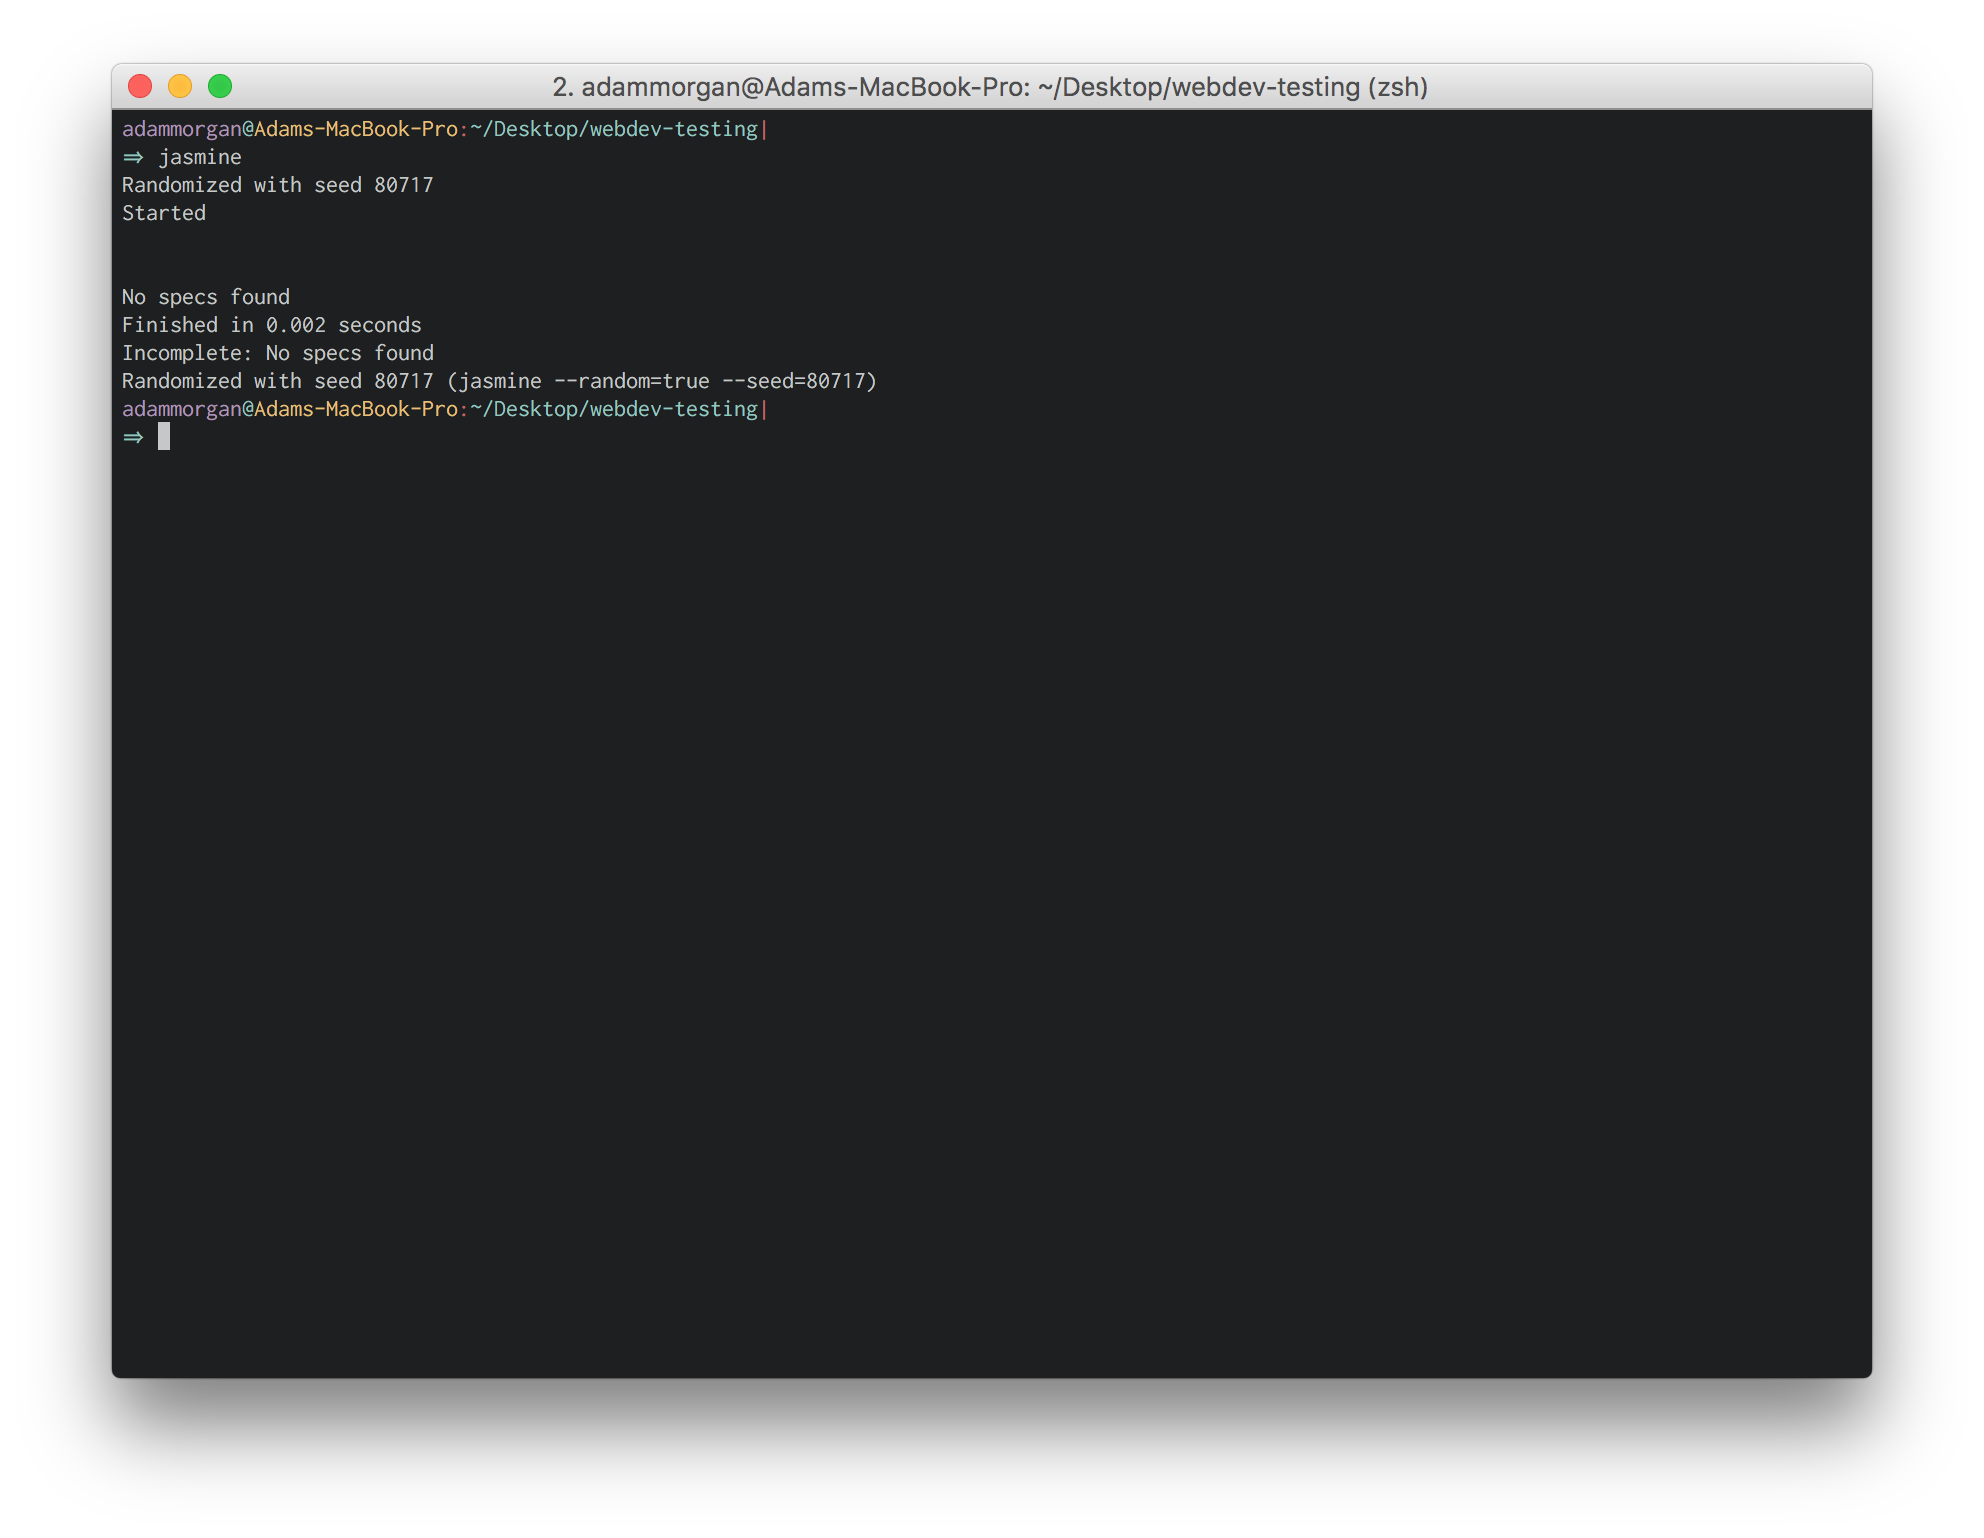 2. adammorgan@Adams-MacBook-Pro: ~/Desktop/webdev-testing (zsh)
adammorgan@Adams-MacBook-Pro:~/Desktop/webdev-testing|
⇒ jasmine
Randomized with seed 80717
Started
No specs found
Finished in 0.002 seconds
Incomplete: No specs found
Randomized with seed 80717 (jasmine --random=true --seed=80717)
adammorgan@Adams-MacBook-Pro:~/Desktop/webdev-testing|
⇒